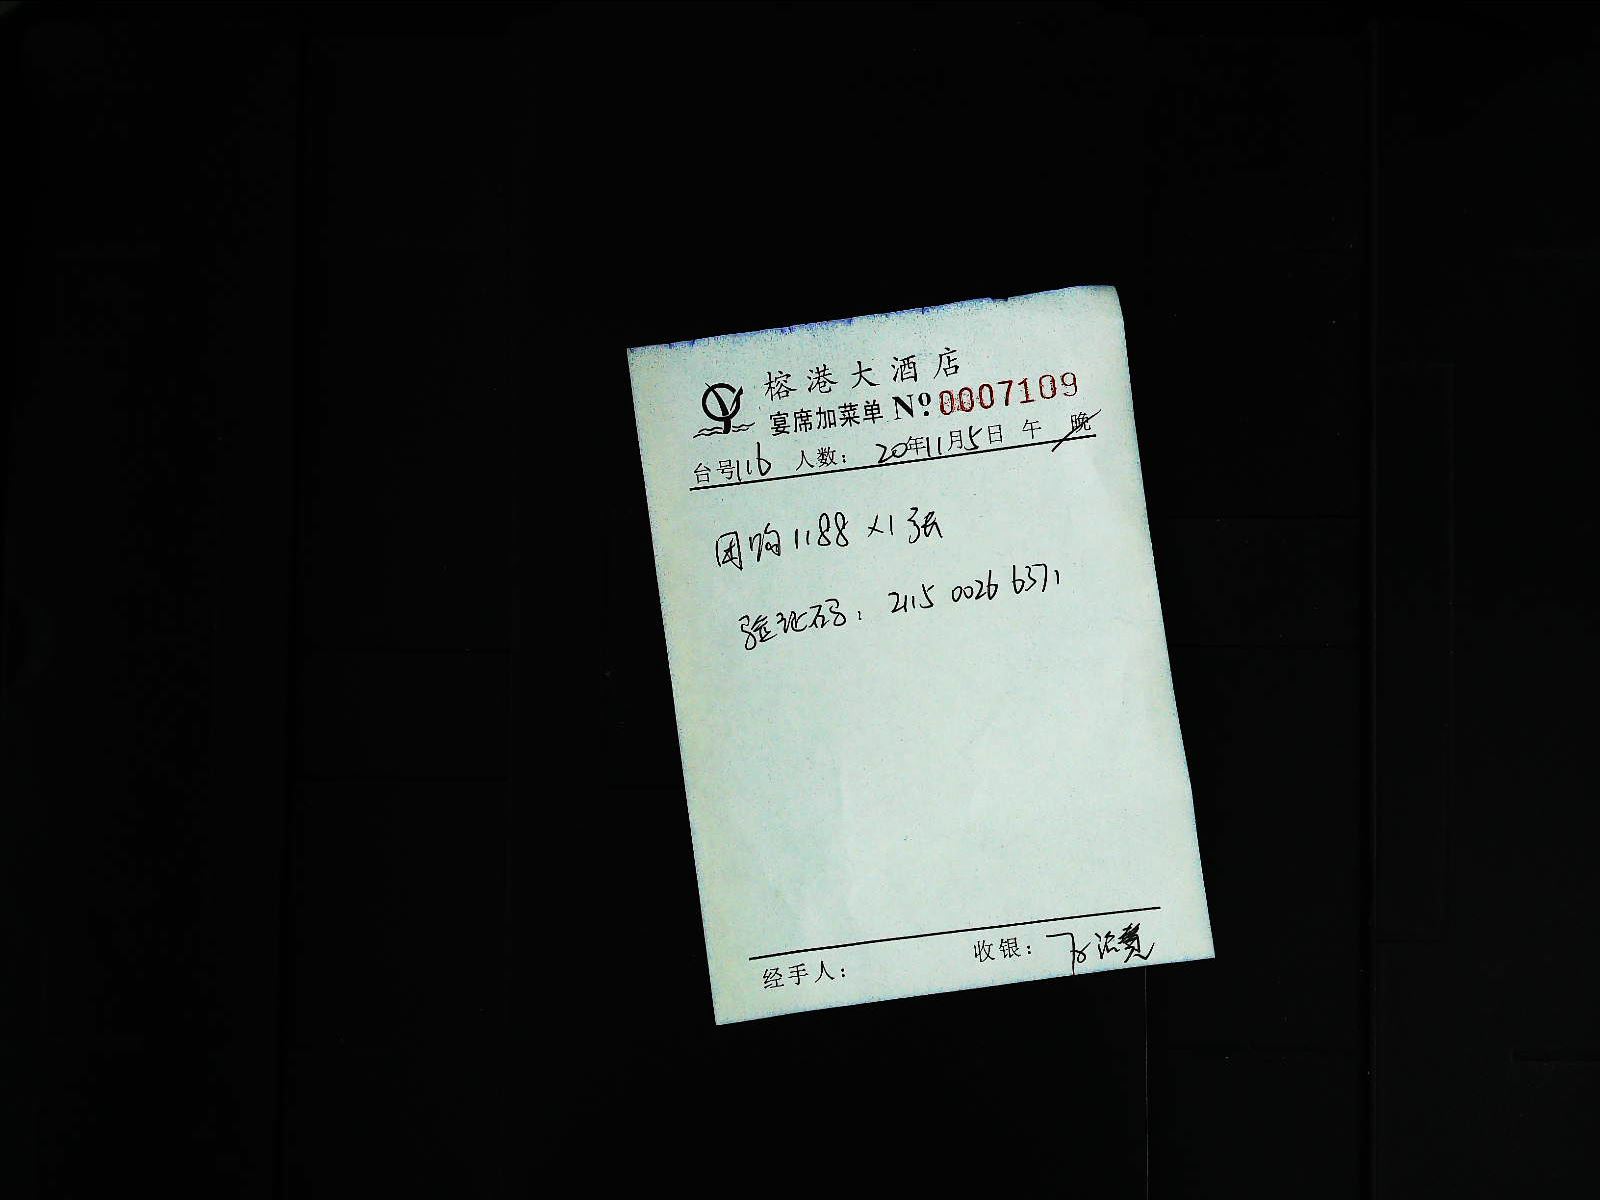 榕港大酒店
宴席加菜单 Nº 0007109
台号116 人数： 20年11月5日 午 晚
团购1188 ×1张
验证码：2115 0026 6371
经手人： 收银：